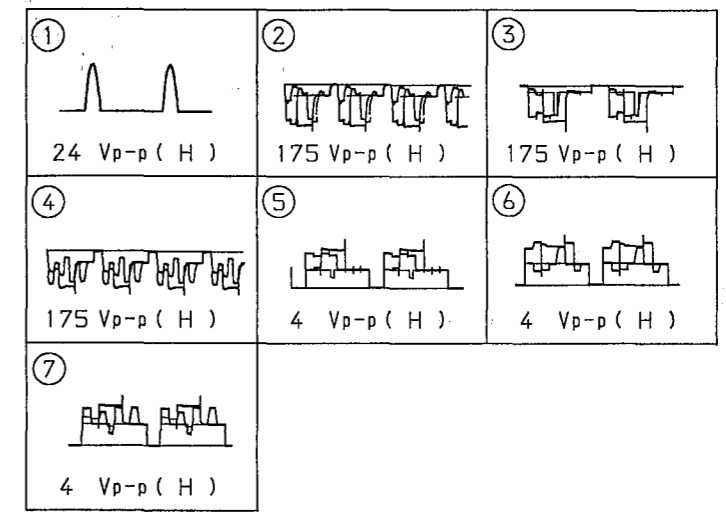 ①
24 Vp-p ( H )
②
175 Vp-p ( H )
③
175 Vp-p ( H )
④
175 Vp-p ( H )
⑤
4 Vp-p ( H )
⑥
4 Vp-p ( H )
⑦
4 Vp-p ( H )